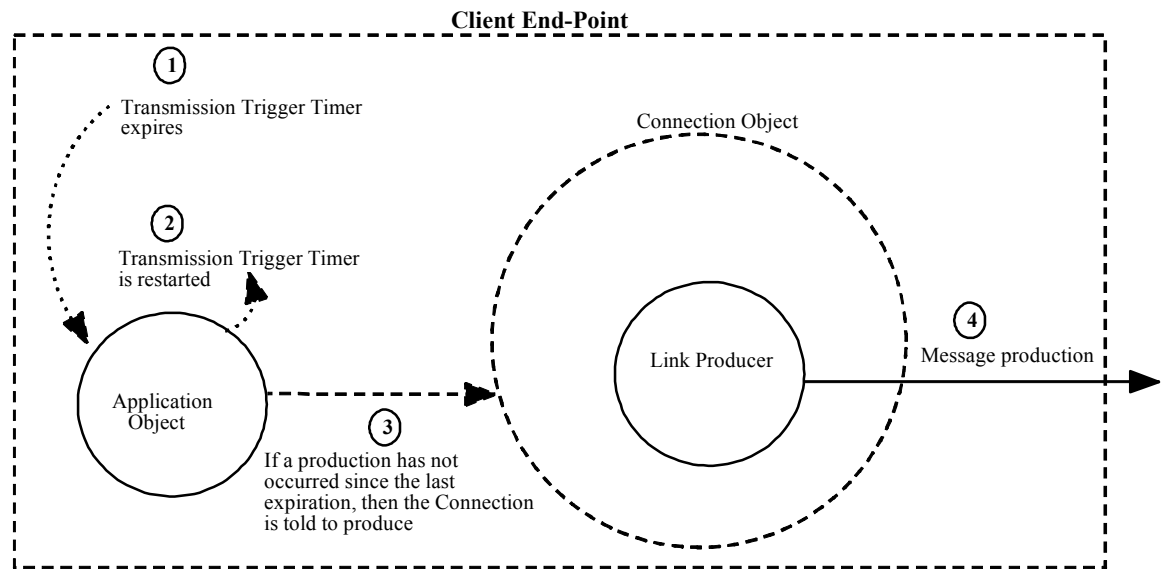 Client End-Point
1
Transmission Trigger Timer
expires
Connection Object
2
Transmission Trigger Timer
is restarted
Application
Object
3
If a production has not
occurred since the last
expiration, then the Connection
is told to produce
Link Producer
4
Message production